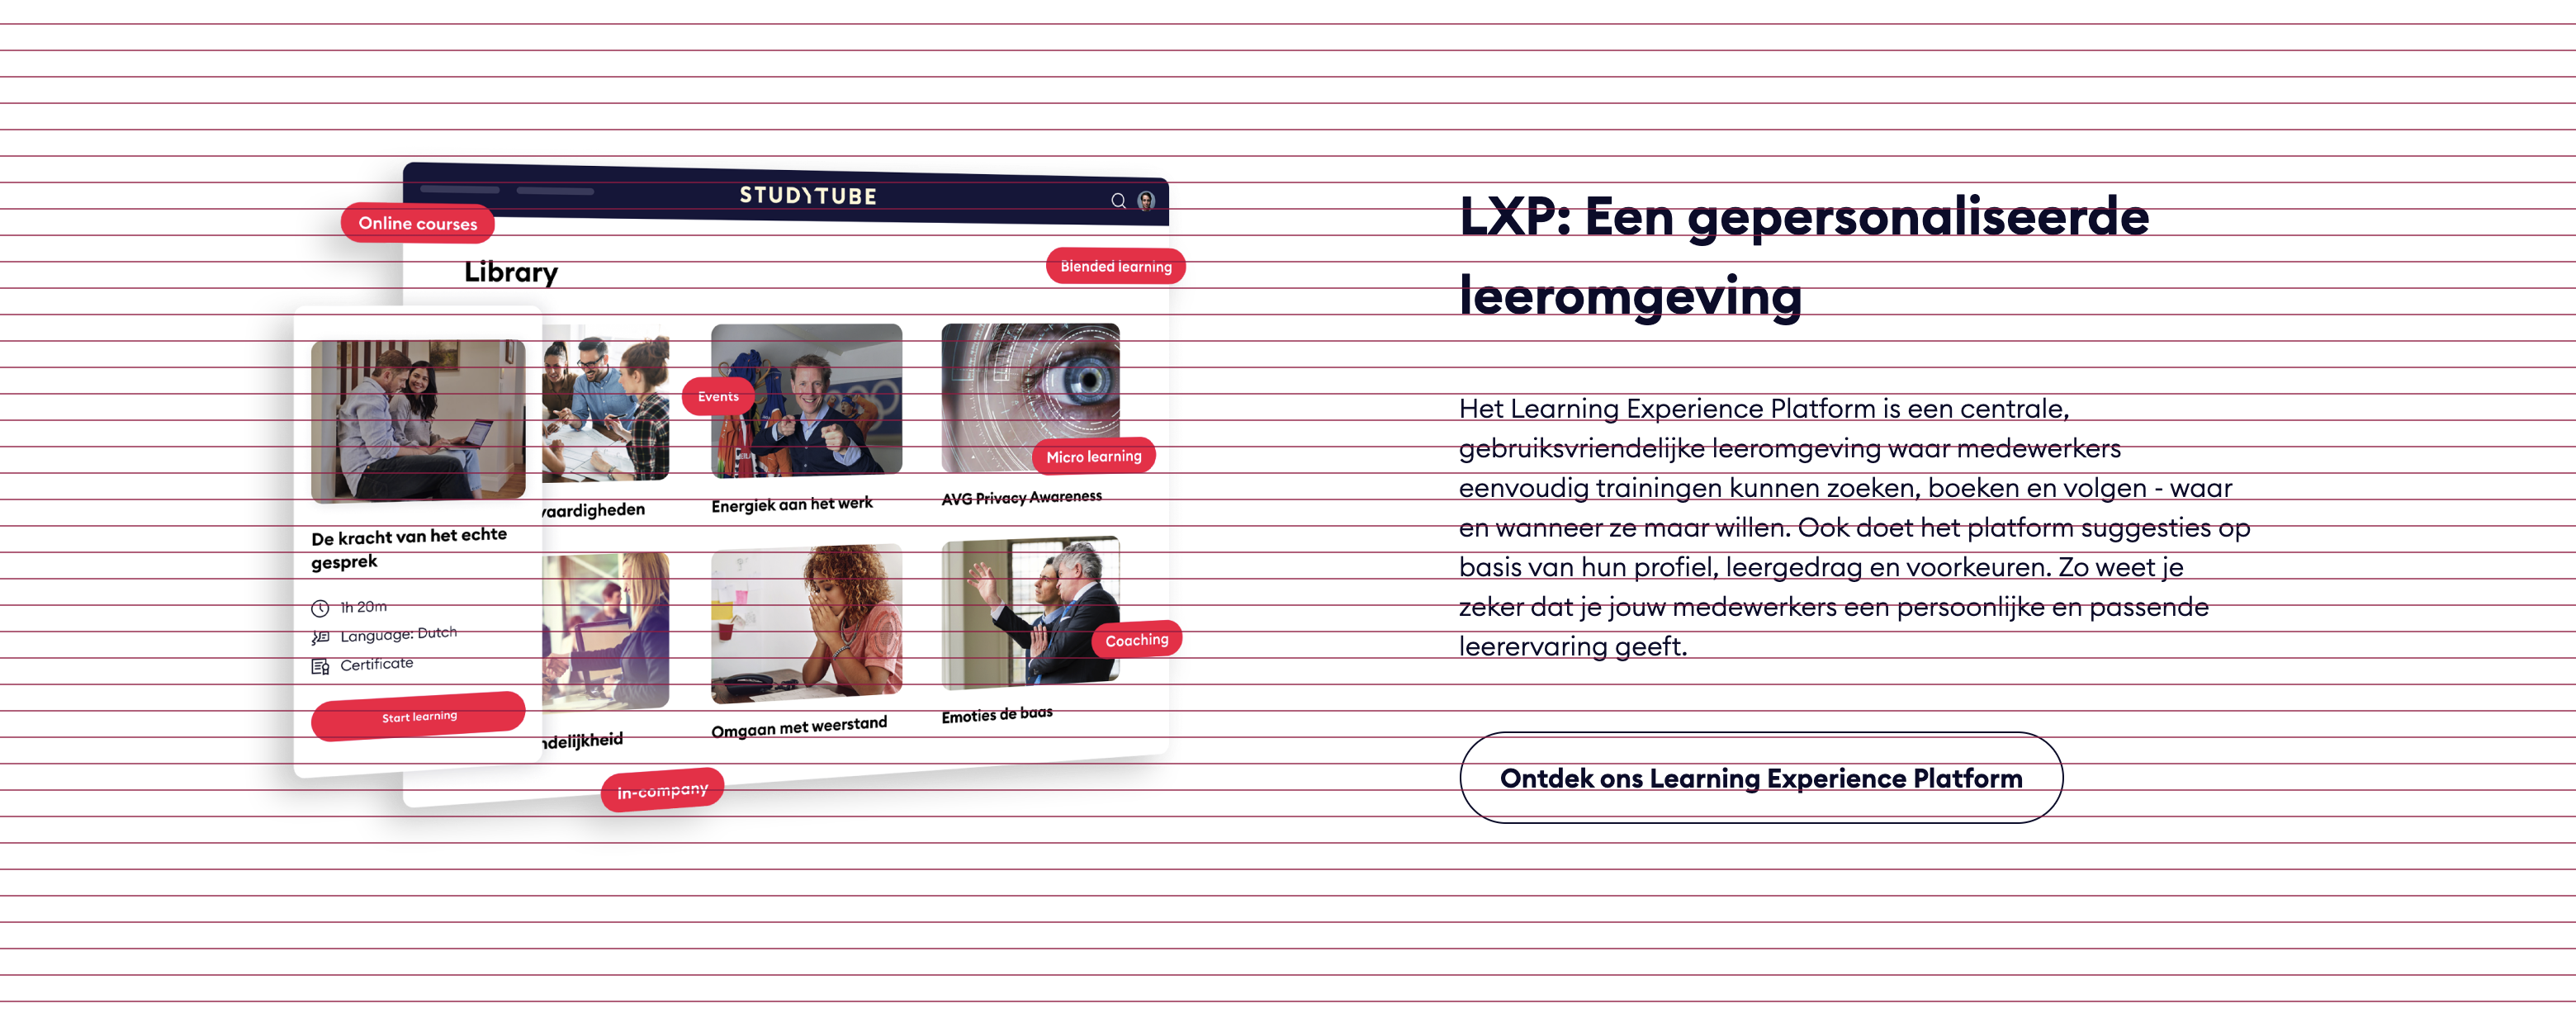 STUDYTUBE
Online courses
Library
Blended learning
Events
Micro learning
vaardigheden
Energiek aan het werk
AVG Privacy Awareness
De kracht van het echte
gesprek
1h 20m
Language: Dutch
Certificate
Start learning
Coaching
ndelijkheid
Omgaan met weerstand
Emoties de baas
in-company
LXP: Een gepersonaliseerde
leeromgeving
Het Learning Experience Platform is een centrale,
gebruiksvriendelijke leeromgeving waar medewerkers
eenvoudig trainingen kunnen zoeken, boeken en volgen - waar
en wanneer ze maar willen. Ook doet het platform suggesties op
basis van hun profiel, leergedrag en voorkeuren. Zo weet je
zeker dat je jouw medewerkers een persoonlijke en passende
leerervaring geeft.
Ontdek ons Learning Experience Platform